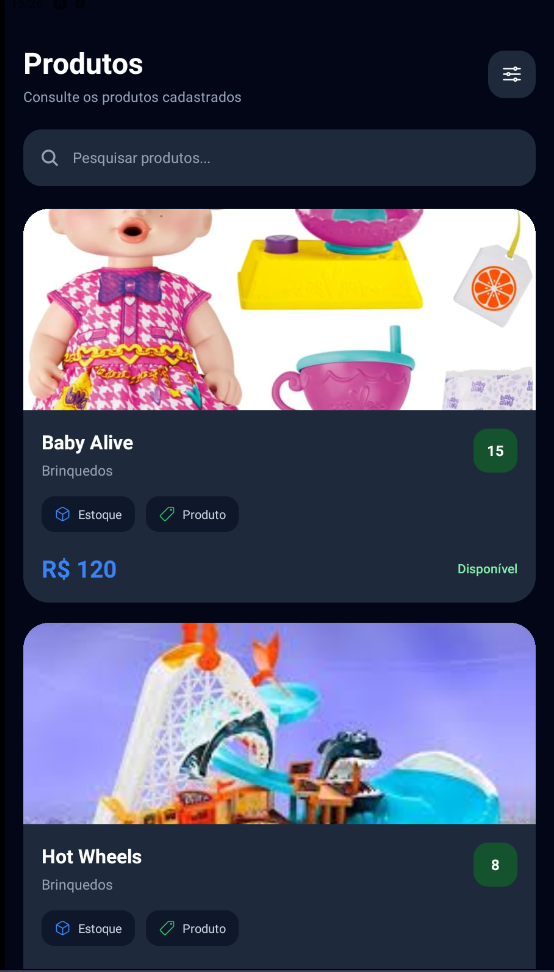 Produtos
Consulte os produtos cadastrados
Pesquisar produtos...
Baby Alive
15
Brinquedos
Estoque
Produto
R$ 120
Disponível
Hot Wheels
8
Brinquedos
Estoque
Produto